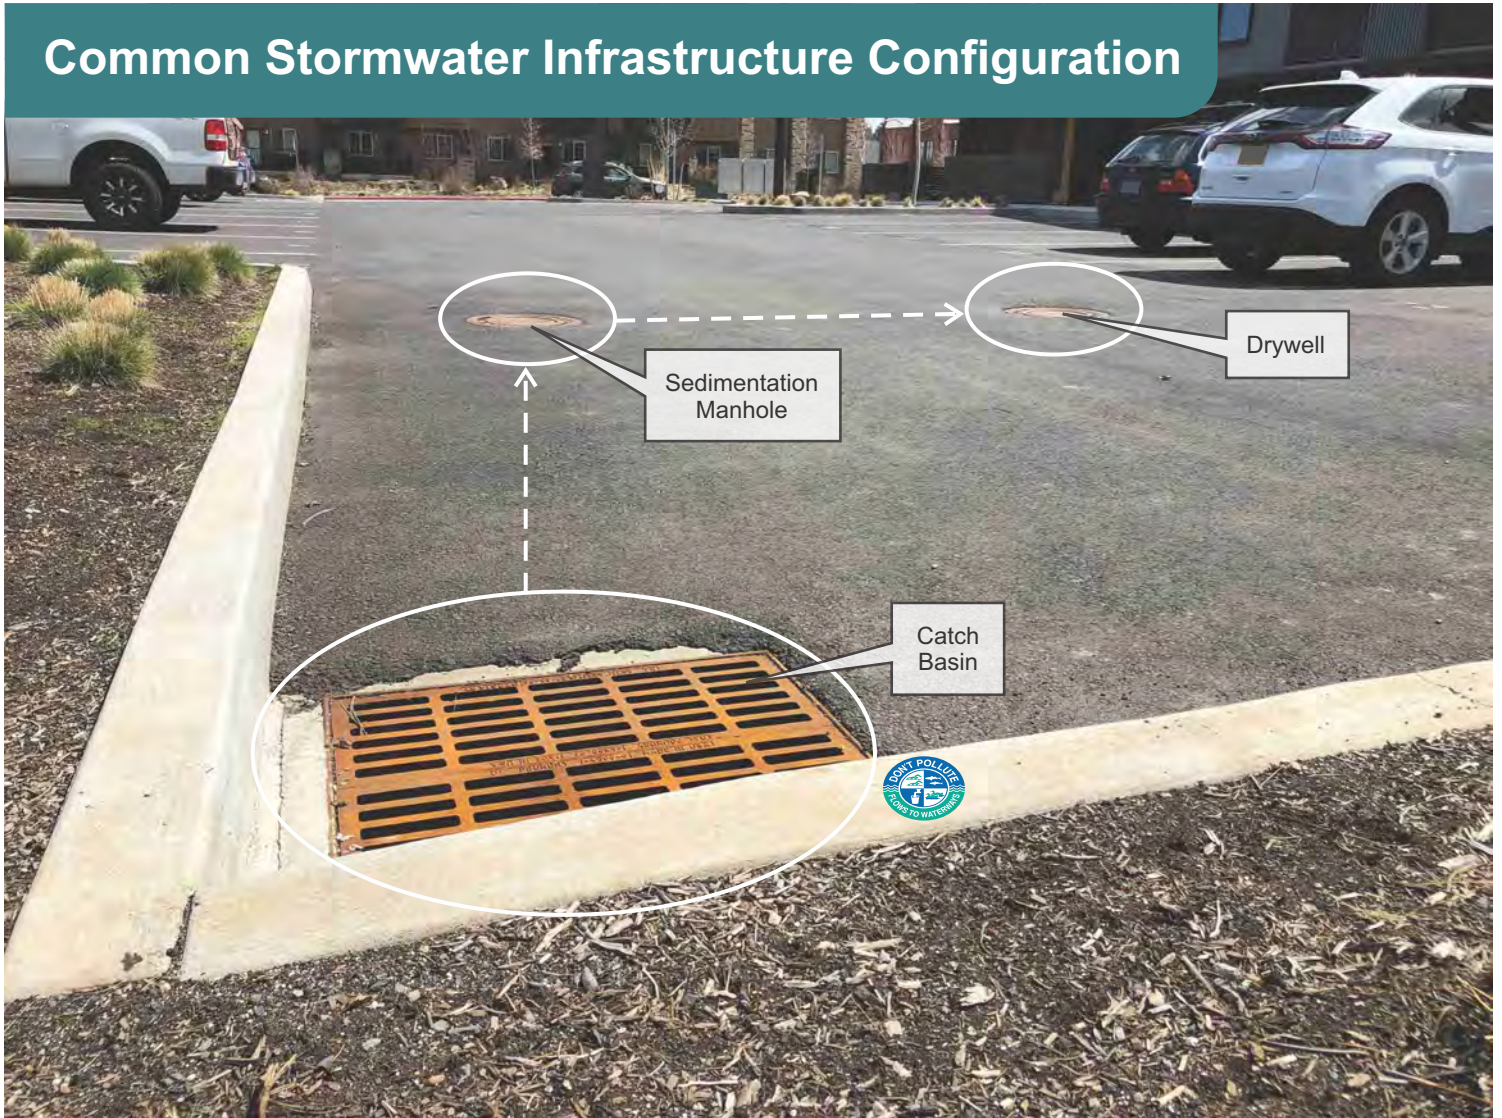 Common Stormwater Infrastructure Configuration
Sedimentation
Manhole
Drywell
Catch
Basin
DON'T POLLUTE
FLOWS TO WATERWAYS